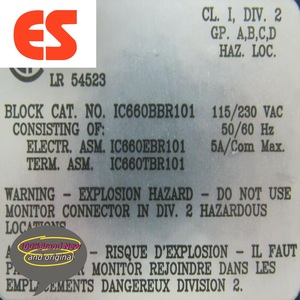 ES
CL. I, DIV. 2
GP. A,B,C,D
HAZ. LOC.
LR 54523
BLOCK CAT. NO. IC660BBR101 115/230 VAC
CONSISTING OF: 50/60 Hz
ELECTR. ASM. IC660EBR101 5A/Com Max.
TERM. ASM. IC660TBR101
WARNING - EXPLOSION HAZARD - DO NOT USE
MONITOR CONNECTOR IN DIV. 2 HAZARDOUS
LOCATIONS
100% Brand New
and original
- RISQUE D'EXPLOSION - IL FAUT
MONITOR REJOINDRE DANS LES
EMPLACEMENTS DANGEREUX DIVISION 2.